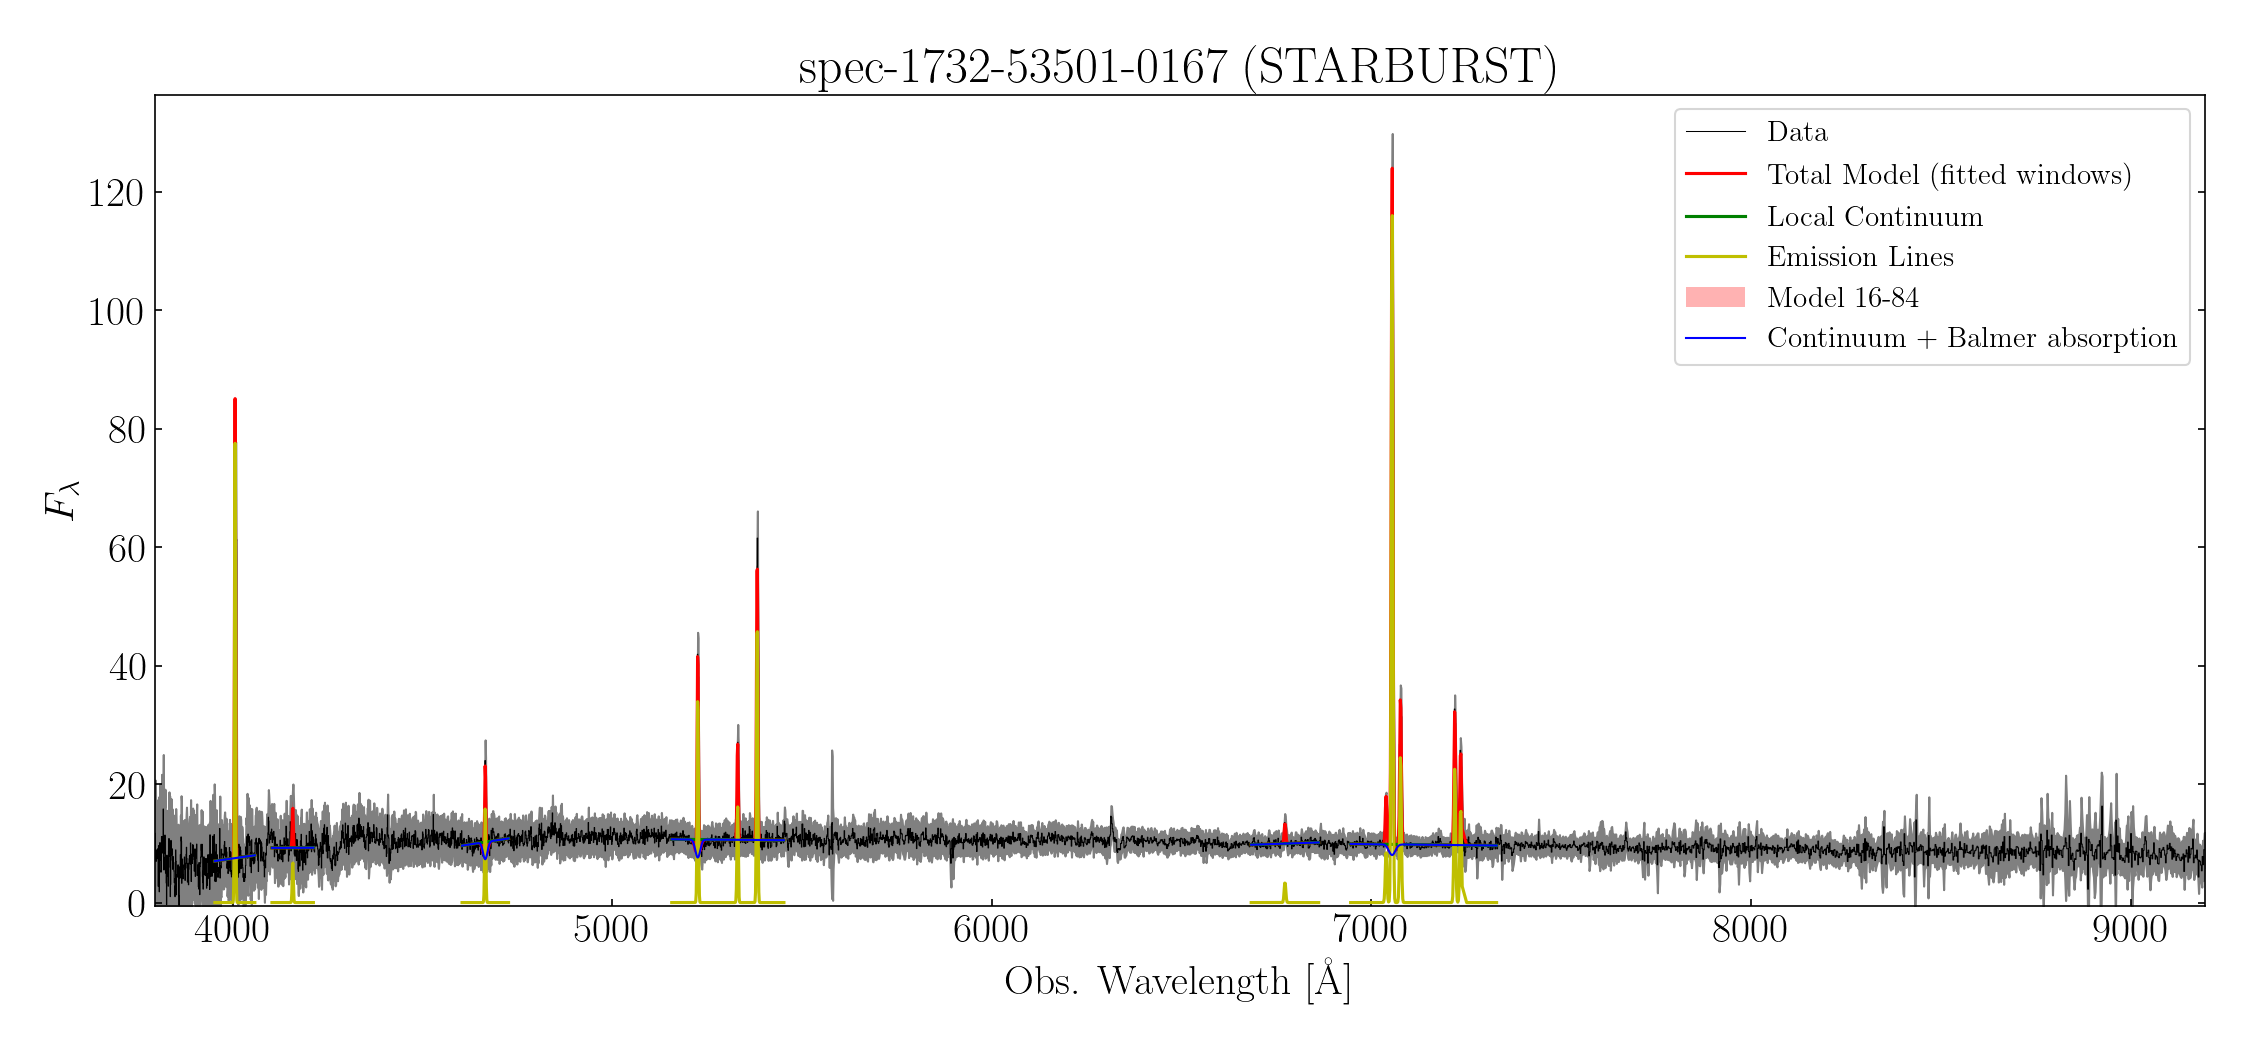 spec-1732-53501-0167 (STARBURST)
Data
Total Model (fitted windows)
Local Continuum
Emission Lines
Model 16-84
Continuum + Balmer absorption
120
100
80
60
40
20
0
F_λ
4000 5000 6000 7000 8000 9000
Obs. Wavelength [Å]